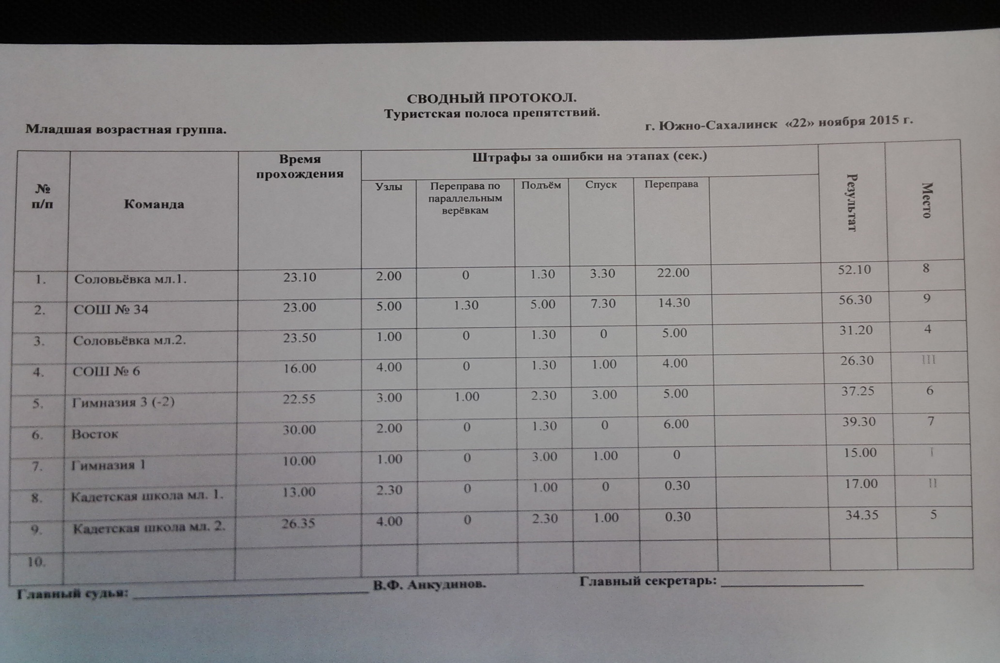 СВОДНЫЙ ПРОТОКОЛ.
Туристская полоса препятствий.
Младшая возрастная группа. г. Южно-Сахалинск «22» ноября 2015 г.
№ п/п Команда Время прохождения Штрафы за ошибки на этапах (сек.) Результат Место
Узлы Переправа по параллельным верёвкам Подъём Спуск Переправа
1. Соловьёвка мл.1. 23.10 2.00 0 1.30 3.30 22.00 52.10 8
2. СОШ № 34 23.00 5.00 1.30 5.00 7.30 14.30 56.30 9
3. Соловьёвка мл.2. 23.50 1.00 0 1.30 0 5.00 31.20 4
4. СОШ № 6 16.00 4.00 0 1.30 1.00 4.00 26.30 III
5. Гимназия 3 (-2) 22.55 3.00 1.00 2.30 3.00 5.00 37.25 6
6. Восток 30.00 2.00 0 1.30 0 6.00 39.30 7
7. Гимназия 1 10.00 1.00 0 3.00 1.00 0 15.00 I
8. Кадетская школа мл. 1. 13.00 2.30 0 1.00 0 0.30 17.00 II
9. Кадетская школа мл. 2. 26.35 4.00 0 2.30 1.00 0.30 34.35 5
10.
Главный судья: В.Ф. Анкудинов. Главный секретарь: